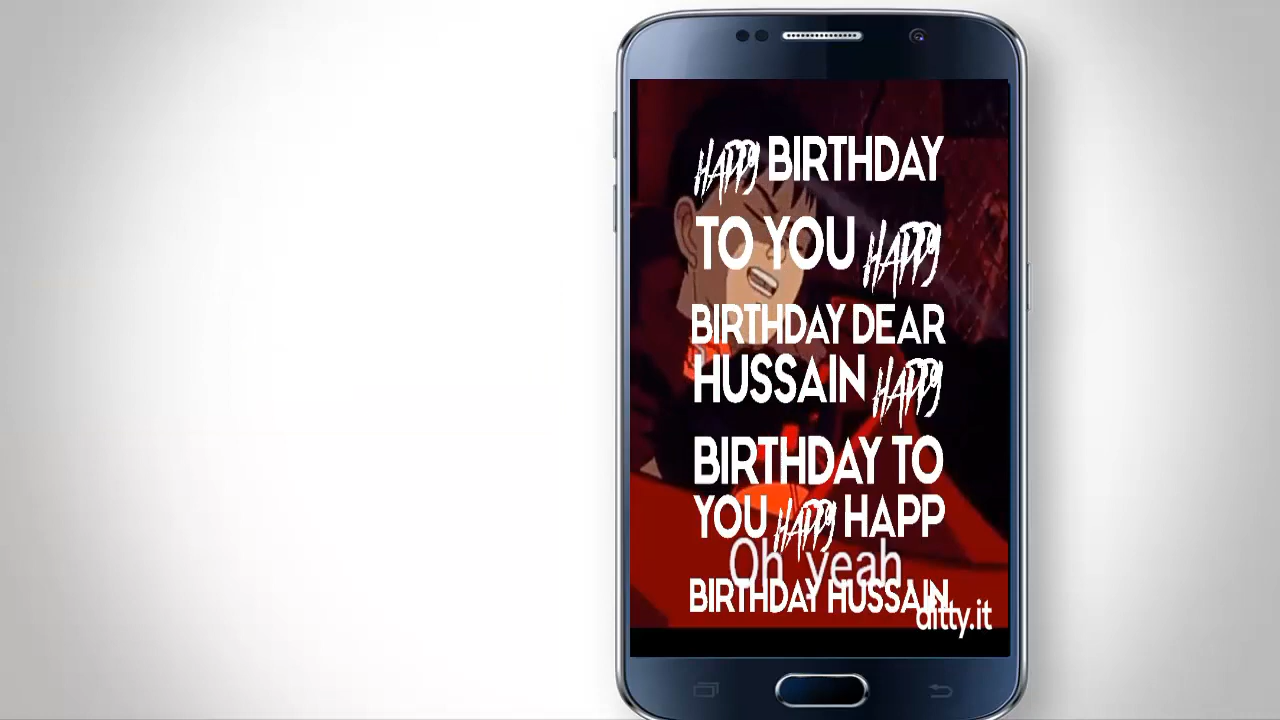 HAPPY BIRTHDAY
TO YOU HAPPY
BIRTHDAY DEAR
HUSSAIN HAPPY
BIRTHDAY TO
YOU HAPPY HAPP
Oh yeah.
BIRTHDAY HUSSAIN
ditty.it